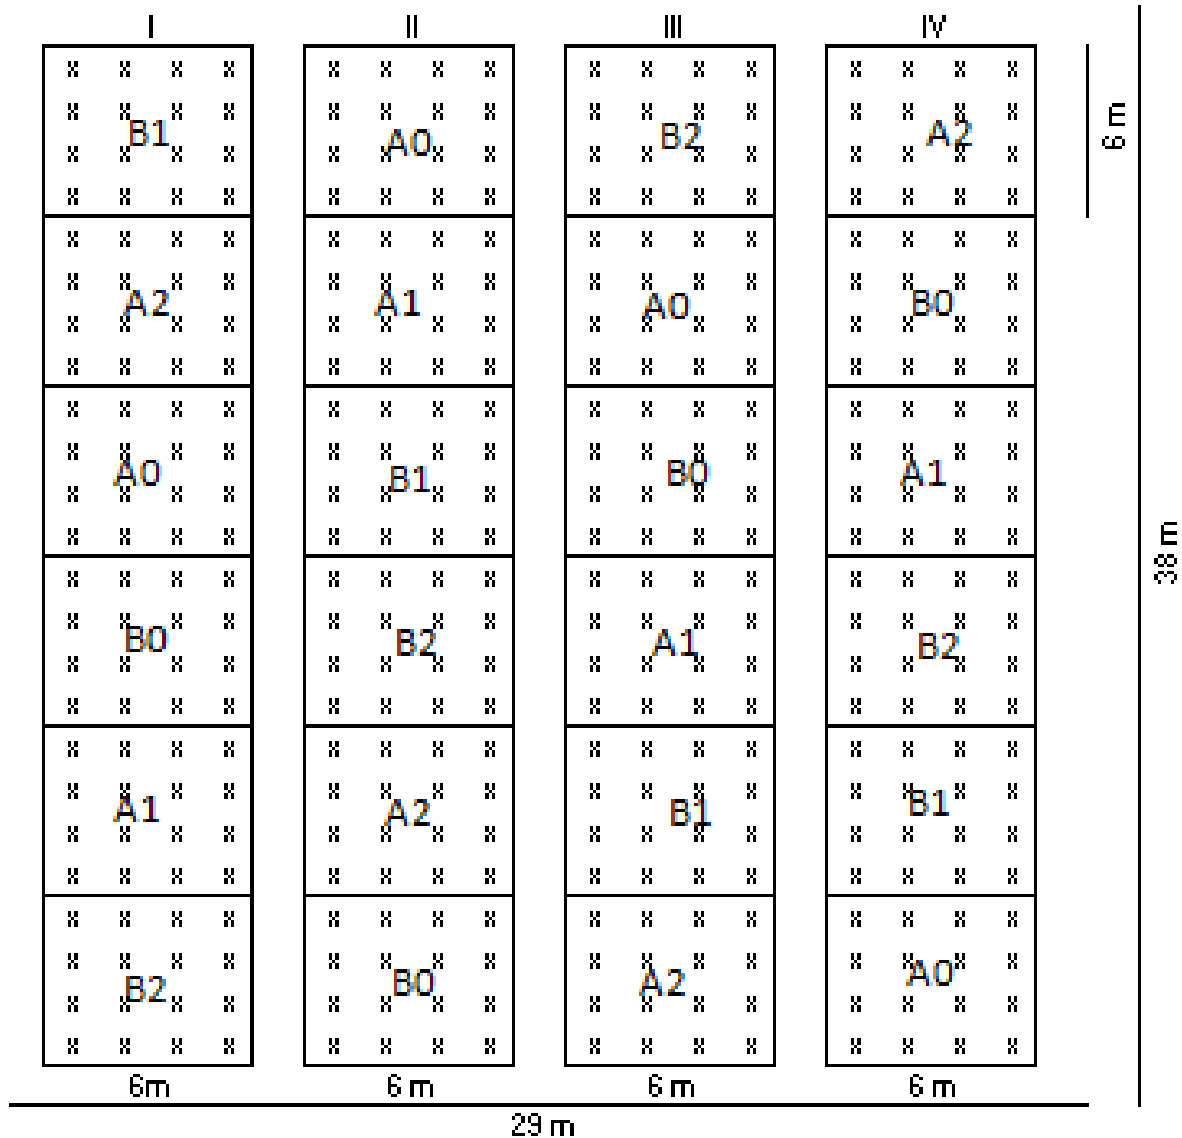 I II III IV
B1 A0 B2 A2
6 m
A2 A1 A0 B0
A0 B1 B0 A1
38 m
B0 B2 A1 B2
A1 A2 B1 B1
B2 B0 A2 A0
6m 6 m 6 m 6 m
29 m